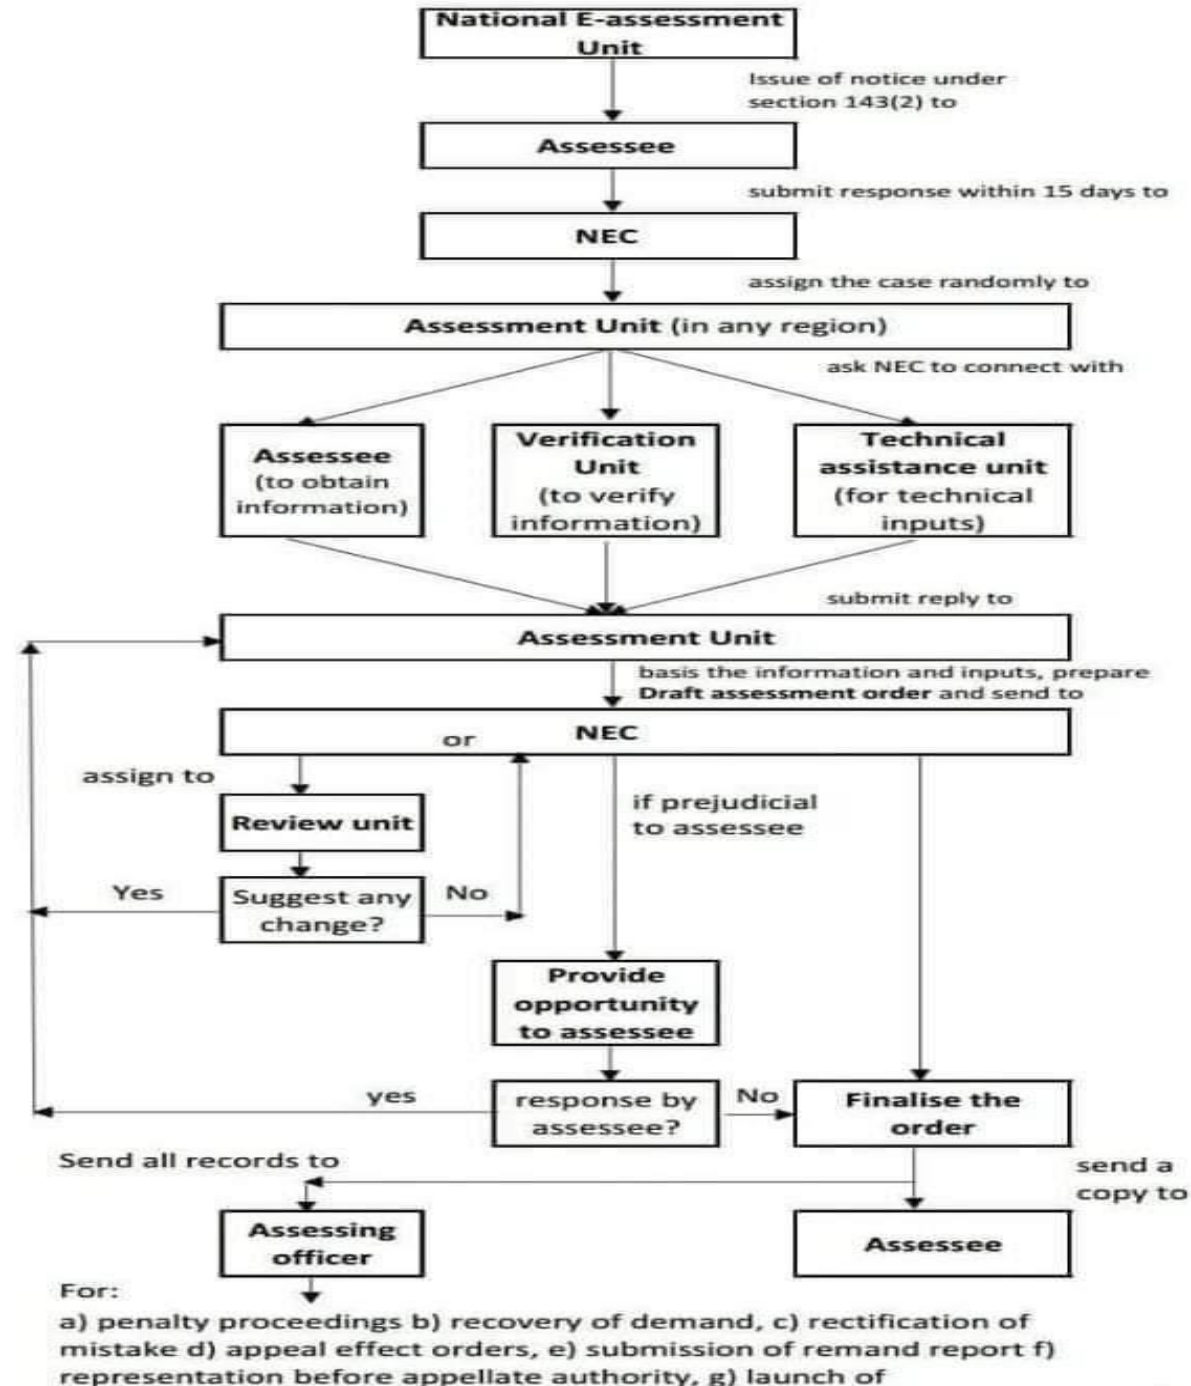 National E-assessment
Unit
Issue of notice under
section 143(2) to
Assessee
submit response within 15 days to
NEC
assign the case randomly to
Assessment Unit (in any region)
ask NEC to connect with
Assessee
(to obtain
information)
Verification
Unit
(to verify
information)
Technical
assistance unit
(for technical
inputs)
submit reply to
Assessment Unit
basis the information and inputs, prepare
Draft assessment order and send to
NEC
or
assign to
if prejudicial
to assessee
Review unit
Yes
Suggest any
change?
No
Provide
opportunity
to assessee
yes
response by
assessee?
No
Finalise the
order
Send all records to
send a
copy to
Assessing
officer
Assessee
For:
a) penalty proceedings b) recovery of demand, c) rectification of
mistake d) appeal effect orders, e) submission of remand report f)
representation before appellate authority, g) launch of